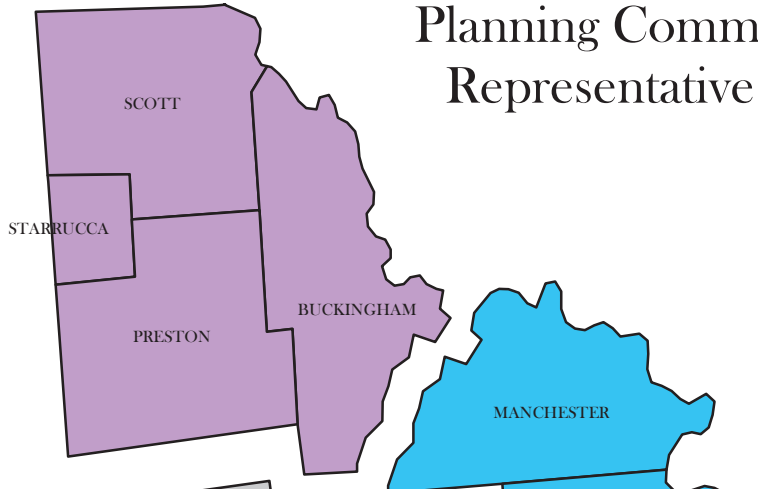 Planning Comm
Representative
SCOTT
STARRUCCA
BUCKINGHAM
PRESTON
MANCHESTER